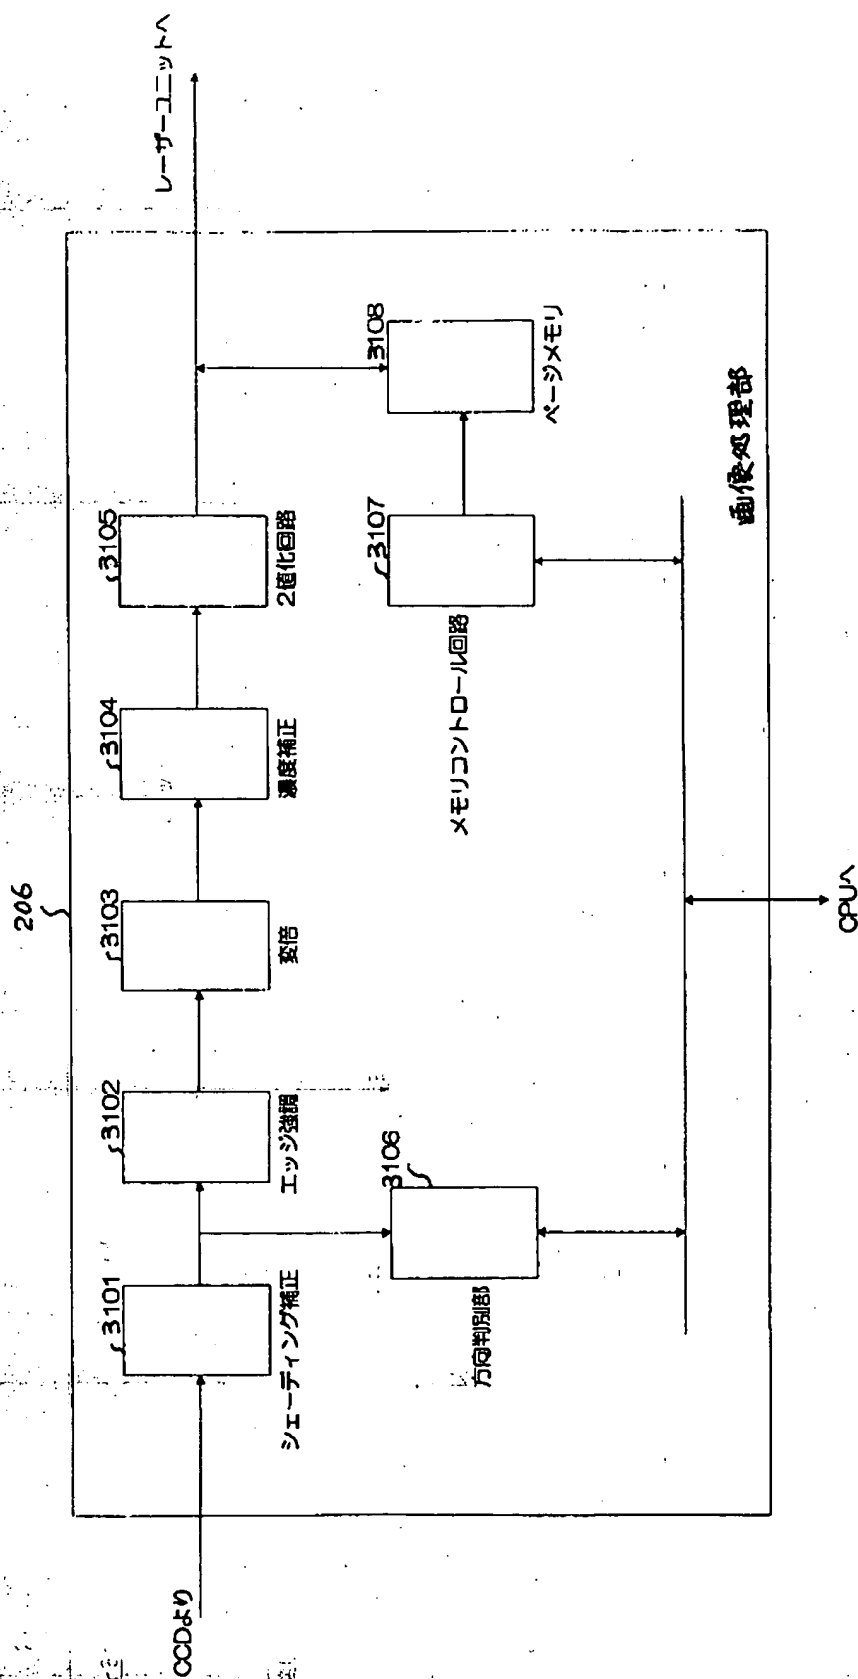 206
CCDより
3101
シェーディング補正
3102
エッジ強調
3103
変倍
3104
濃度補正
3105
2値化回路
レーザーユニットへ
3106
方向判別部
3107
メモリコントロール回路
3108
ページメモリ
画像処理部
CPUへ